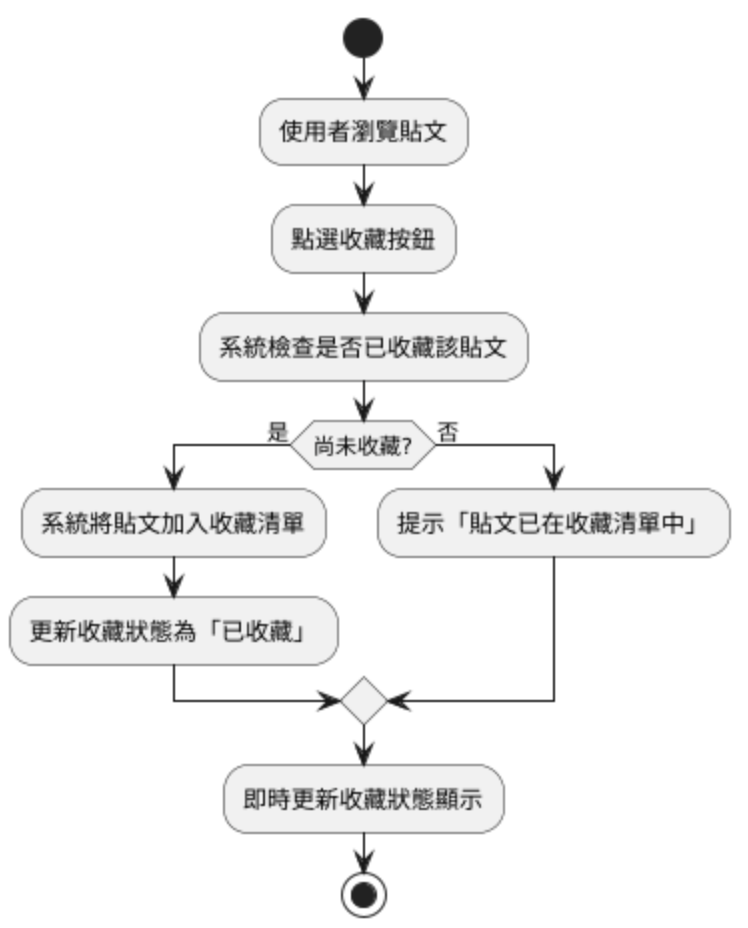 使用者瀏覽貼文
點選收藏按鈕
系統檢查是否已收藏該貼文
是
尚未收藏?
否
系統將貼文加入收藏清單
提示「貼文已在收藏清單中」
更新收藏狀態為「已收藏」
即時更新收藏狀態顯示